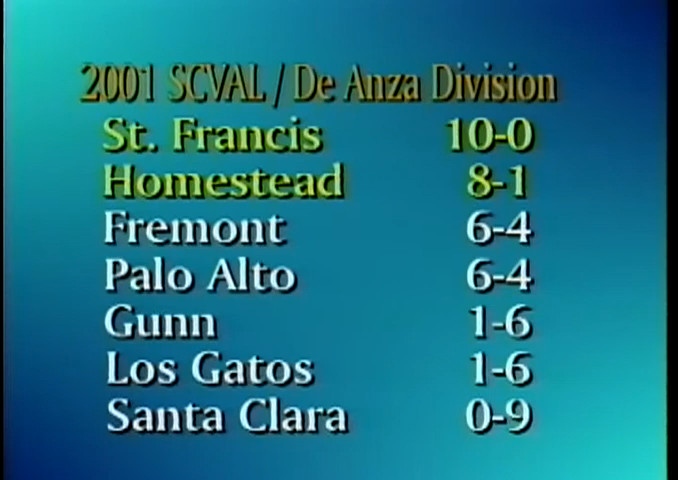 2001 SCVAL / De Anza Division
St. Francis 10-0
Homestead 8-1
Fremont 6-4
Palo Alto 6-4
Gunn 1-6
Los Gatos 1-6
Santa Clara 0-9